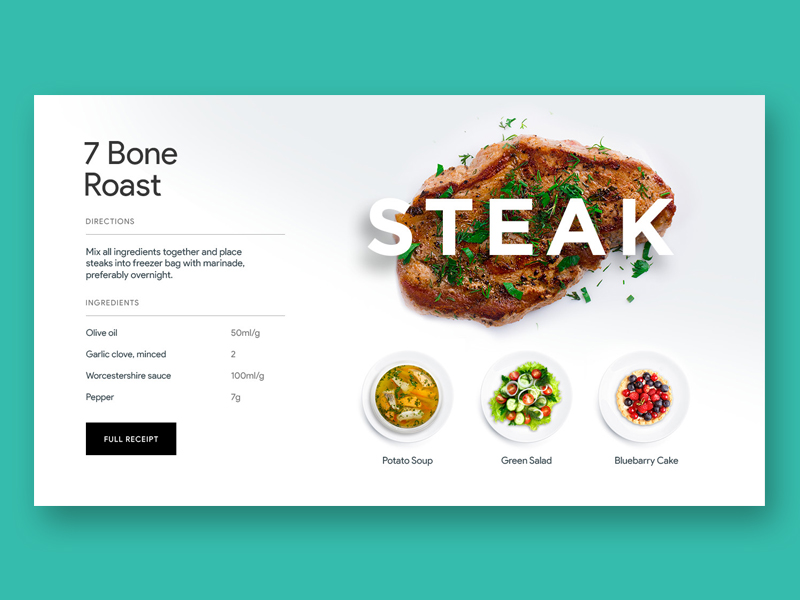 7 Bone
Roast
DIRECTIONS
Mix all ingredients together and place
steaks into freezer bag with marinade,
preferably overnight.
INGREDIENTS
Olive oil 50ml/g
Garlic clove, minced 2
Worcestershire sauce 100ml/g
Pepper 7g
FULL RECEIPT
STEAK
Potato Soup
Green Salad
Bluebarry Cake